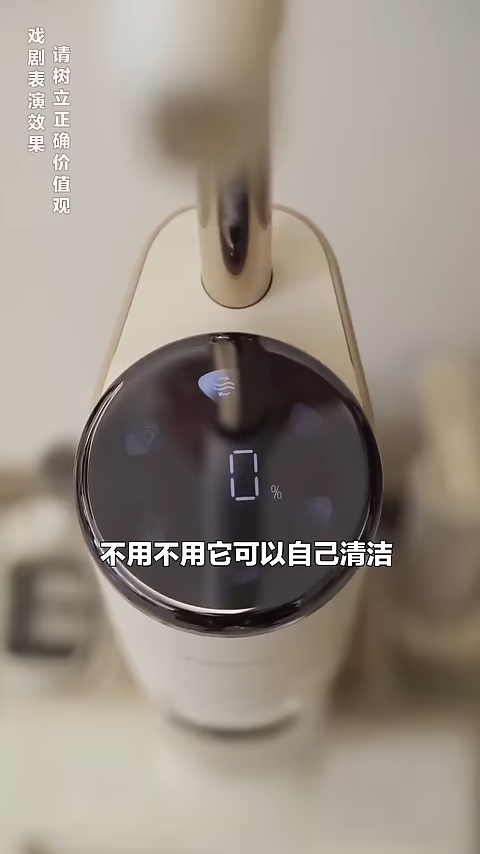 请树立正确价值观
戏剧表演效果
0%
不用不用它可以自己清洁